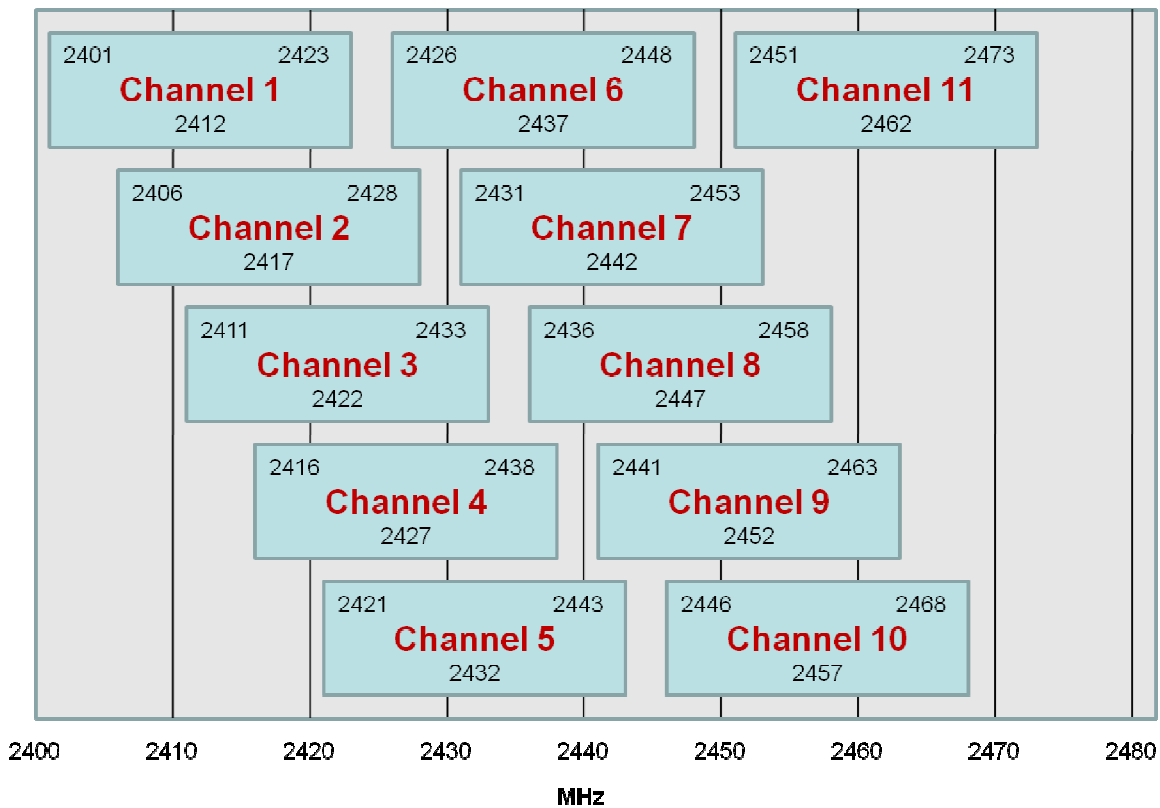 2401 2423 2426 2448 2451 2473
Channel 1 Channel 6 Channel 11
2412 2437 2462
2406 2428 2431 2453
Channel 2 Channel 7
2417 2442
2411 2433 2436 2458
Channel 3 Channel 8
2422 2447
2416 2438 2441 2463
Channel 4 Channel 9
2427 2452
2421 2443 2446 2468
Channel 5 Channel 10
2432 2457
2400 2410 2420 2430 2440 2450 2460 2470 2480
MHz